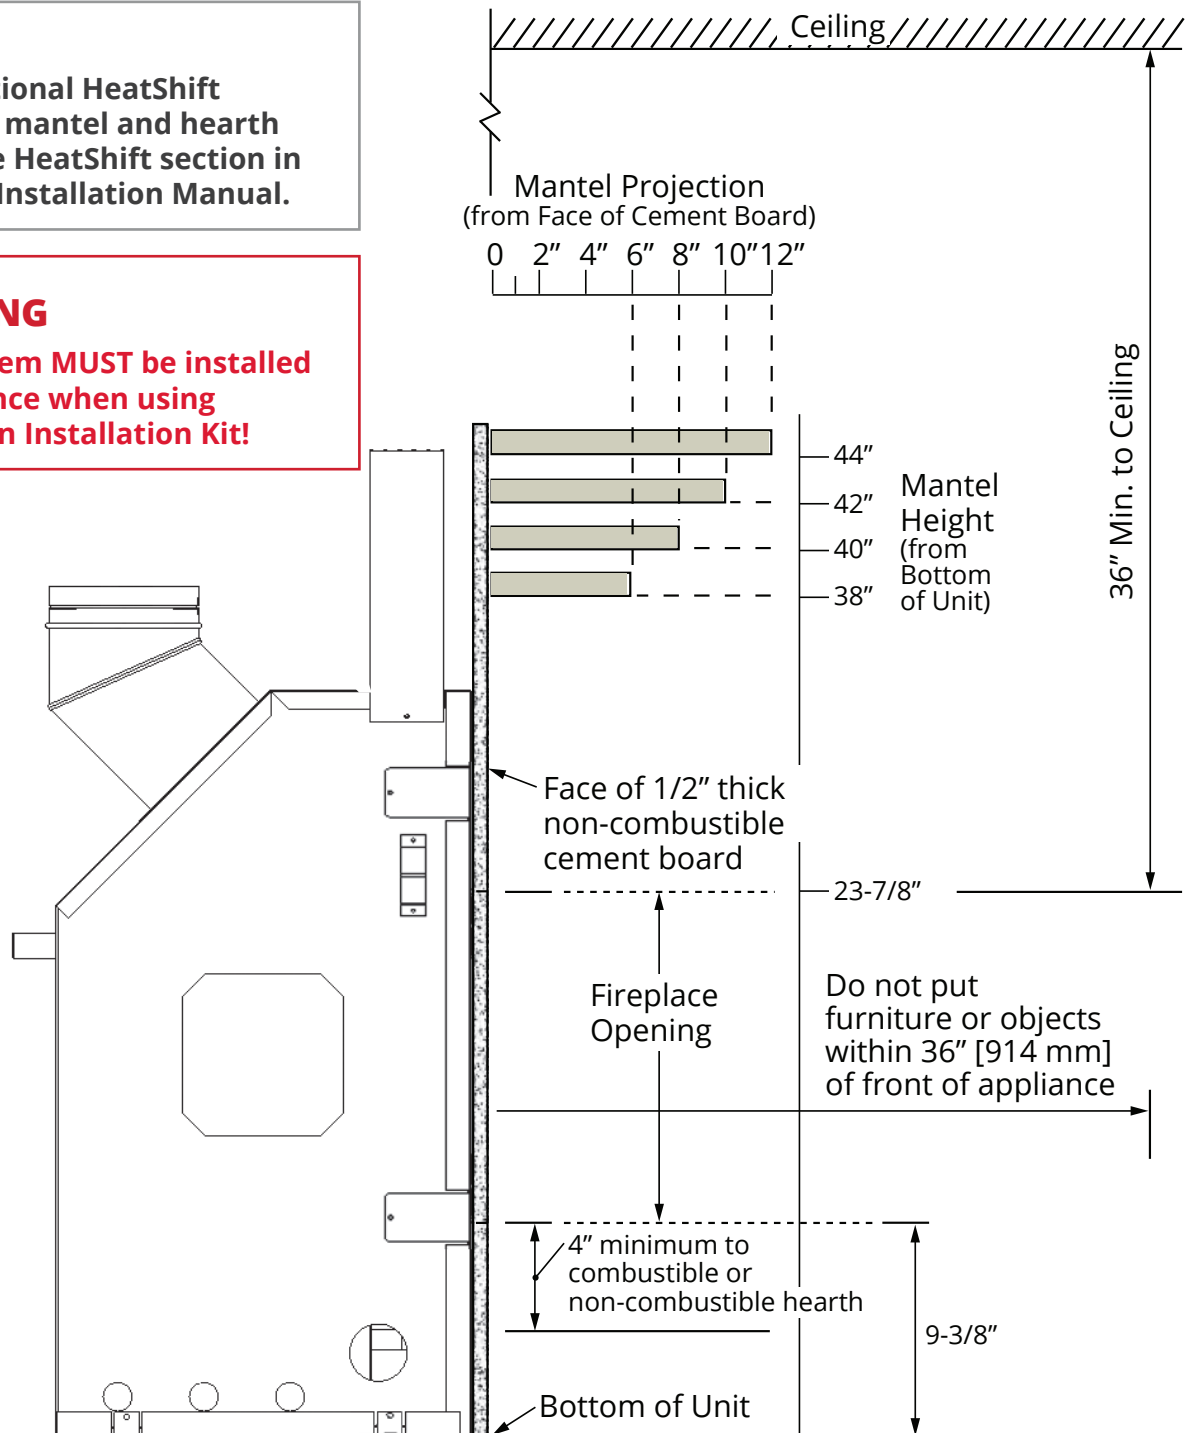 Ceiling
tional HeatShift
mantel and hearth
e HeatShift section in
Installation Manual.
Mantel Projection
(from Face of Cement Board)
0 2” 4” 6” 8” 10” 12”
NG
em MUST be installed
nce when using
n Installation Kit!
36” Min. to Ceiling
44”
42”
40”
38”
Mantel
Height
(from
Bottom
of Unit)
Face of 1/2” thick
non-combustible
cement board
23-7/8”
Fireplace
Opening
Do not put
furniture or objects
within 36” [914 mm]
of front of appliance
4” minimum to
combustible or
non-combustible hearth
9-3/8”
Bottom of Unit